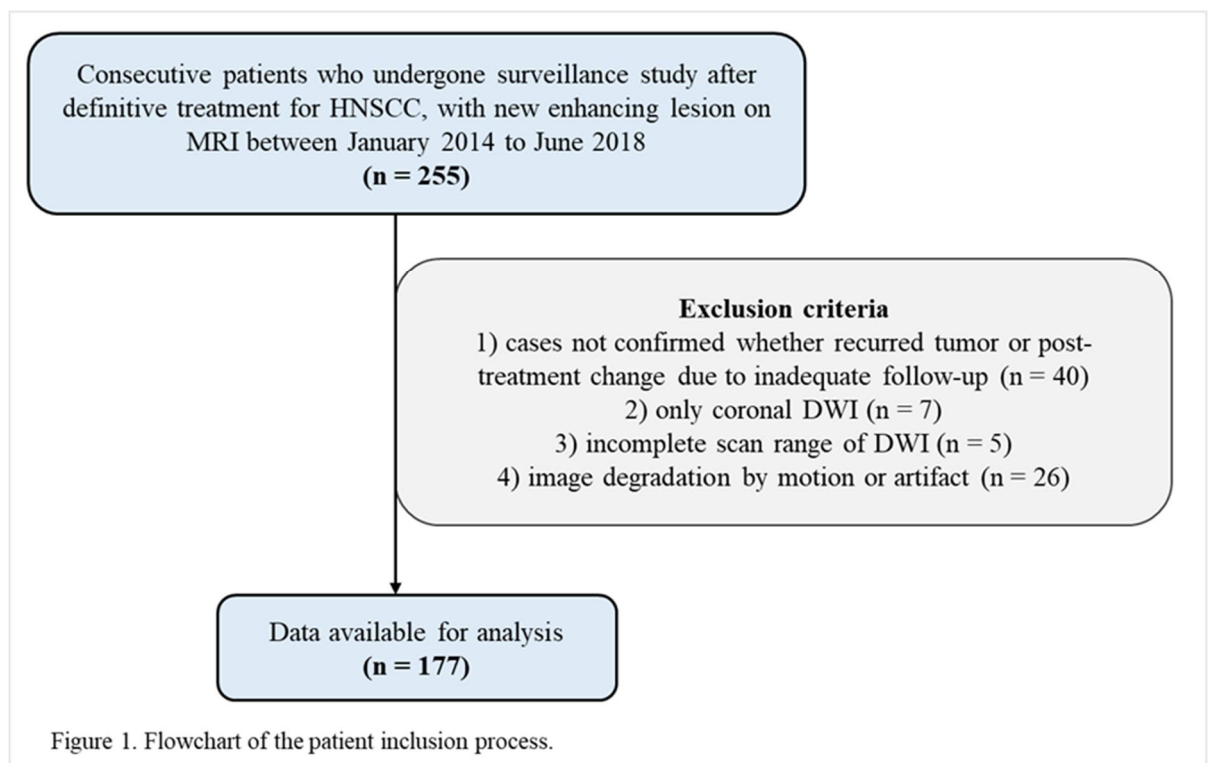 Consecutive patients who undergone surveillance study after
definitive treatment for HNSCC, with new enhancing lesion on
MRI between January 2014 to June 2018
(n = 255)
Exclusion criteria
1) cases not confirmed whether recurred tumor or post-
treatment change due to inadequate follow-up (n = 40)
2) only coronal DWI (n = 7)
3) incomplete scan range of DWI (n = 5)
4) image degradation by motion or artifact (n = 26)
Data available for analysis
(n = 177)
Figure 1. Flowchart of the patient inclusion process.